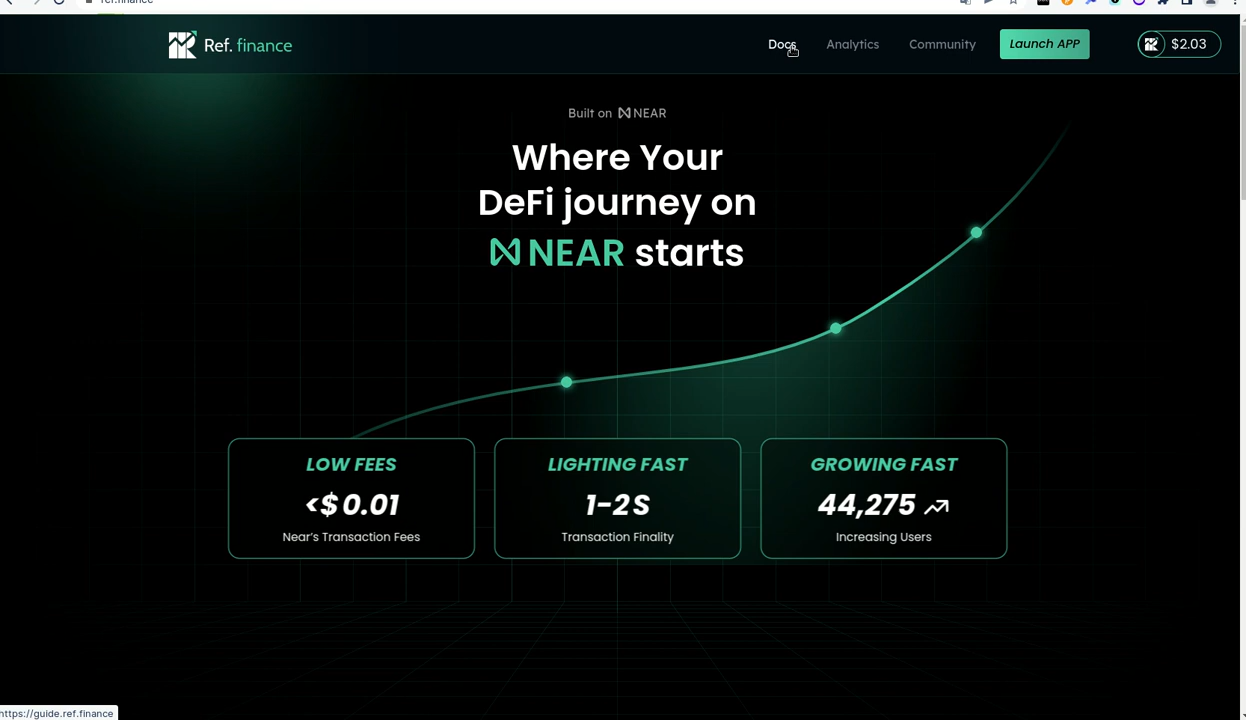 ref.finance
Ref. finance
Docs
Analytics
Community
Launch APP
$2.03
Built on NEAR
Where Your
DeFi journey on
NEAR starts
LOW FEES
<$0.01
Near's Transaction Fees
LIGHTING FAST
1-2S
Transaction Finality
GROWING FAST
44,275
Increasing Users
https://guide.ref.finance